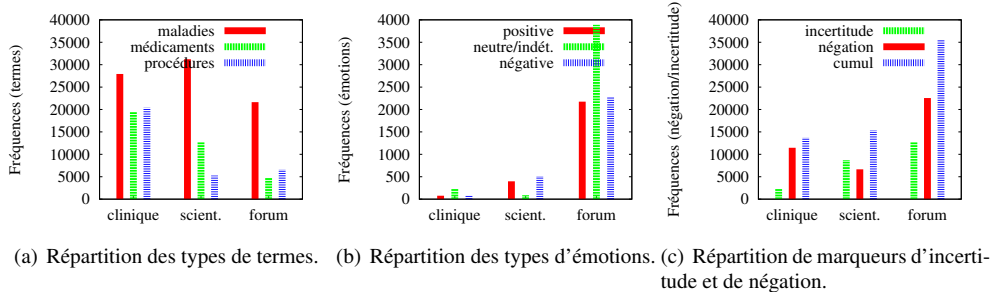 Fréquences (termes)
40000
35000
30000
25000
20000
15000
10000
5000
0
maladies
médicaments
procédures
clinique scient. forum
(a) Répartition des types de termes.
Fréquences (émotions)
4000
3500
3000
2500
2000
1500
1000
500
0
positive
neutre/indét.
négative
clinique scient. forum
(b) Répartition des types d'émotions.
Fréquences (négation/incertitude)
40000
35000
30000
25000
20000
15000
10000
5000
0
incertitude
négation
cumul
clinique scient. forum
(c) Répartition de marqueurs d'incerti-
tude et de négation.